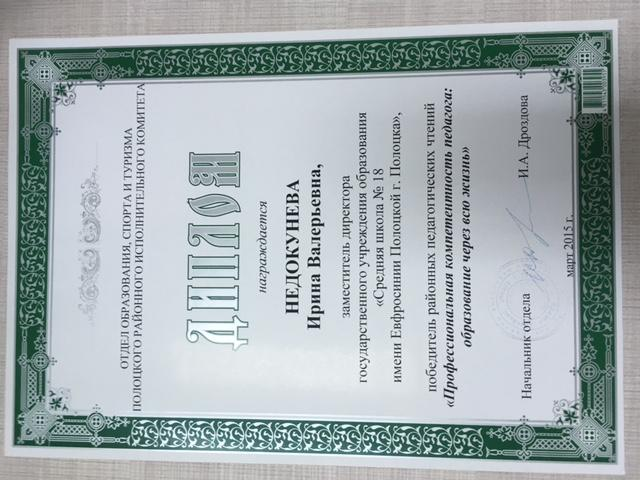 ОТДЕЛ ОБРАЗОВАНИЯ, СПОРТА И ТУРИЗМА
ПОЛОЦКОГО РАЙОННОГО ИСПОЛНИТЕЛЬНОГО КОМИТЕТА
ДИПЛОМ
награждается
НЕДОКУНЕВА
Ирина Валерьевна,
заместитель директора
государственного учреждения образования
«Средняя школа № 18
имени Евфросинии Полоцкой г. Полоцка»,
победитель районных педагогических чтений
«Профессиональная компетентность педагога:
образование через всю жизнь»
Начальник отдела И.А. Дроздова
март 2015 г.